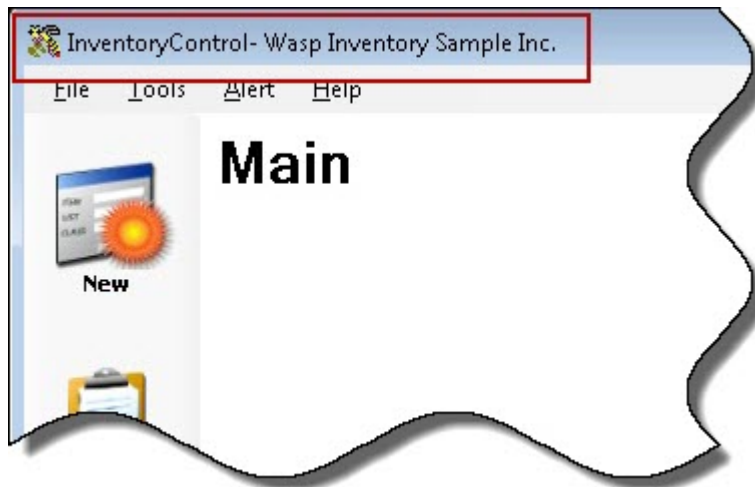 InventoryControl- Wasp Inventory Sample Inc.
File Tools Alert Help
Main
New